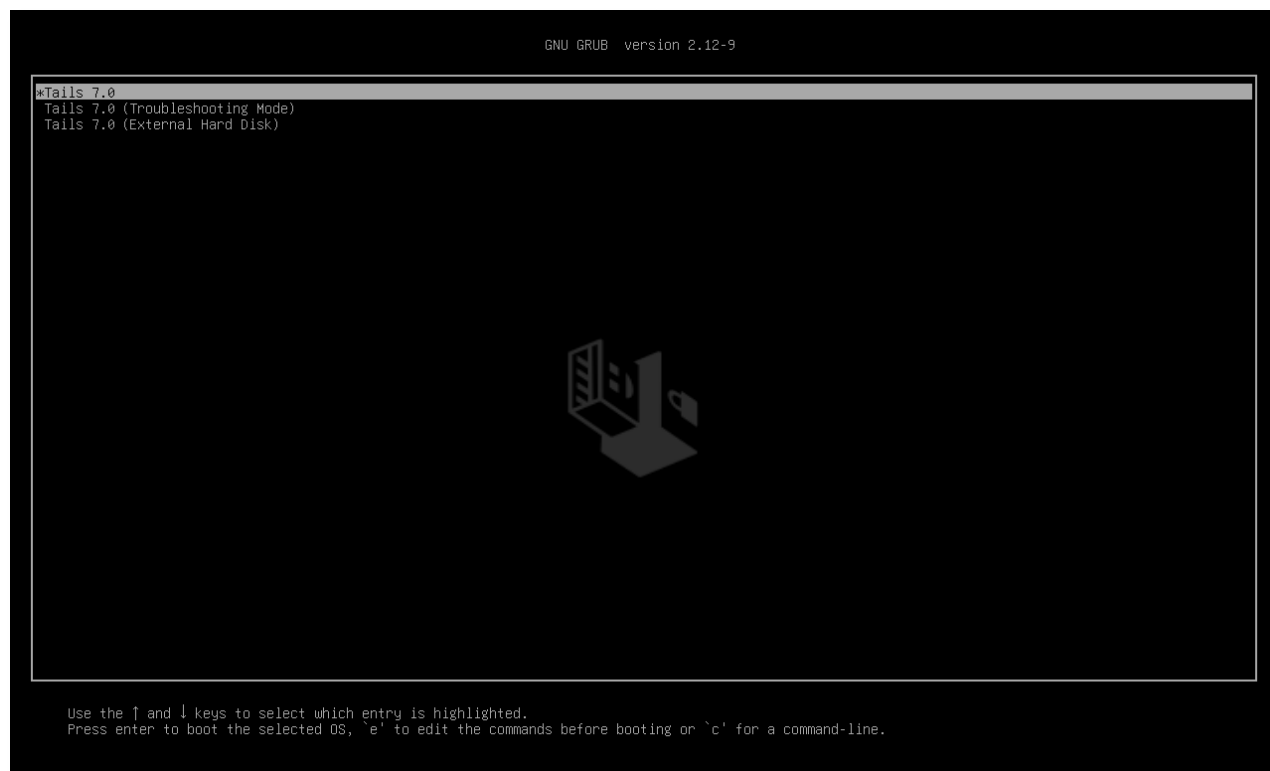 GNU GRUB  version 2.12-9
*Tails 7.0
Tails 7.0 (Troubleshooting Mode)
Tails 7.0 (External Hard Disk)
Use the ↑ and ↓ keys to select which entry is highlighted.
Press enter to boot the selected OS, `e' to edit the commands before booting or `c' for a command-line.